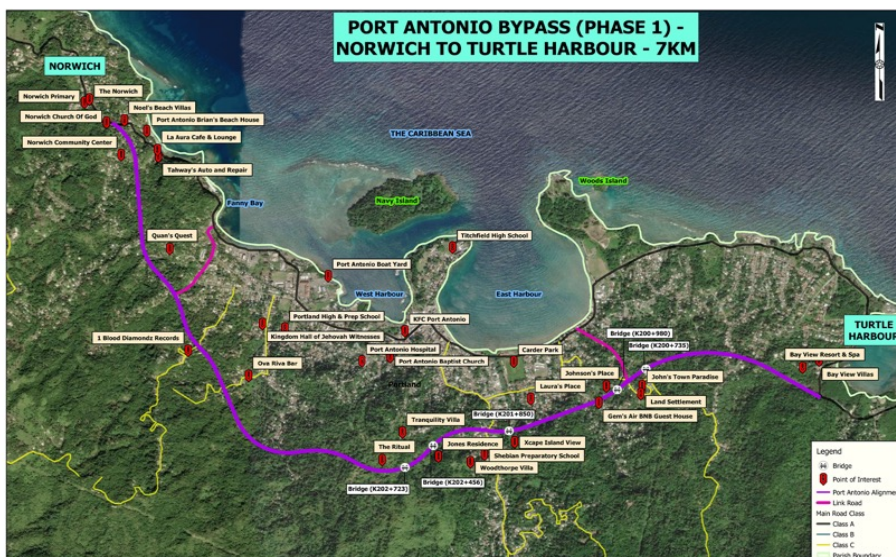 PORT ANTONIO BYPASS (PHASE 1) -
NORWICH TO TURTLE HARBOUR - 7KM
NORWICH
Norwich Primary
The Norwich
Norwich Church Of God
Noel's Beach Villas
Port Antonio Brian's Beach House
La Aura Cafe & Lounge
Norwich Community Center
Tahway's Auto and Repair
THE CARIBBEAN SEA
Woods Island
Fanny Bay
Navy Island
Quan's Quest
Titchfield High School
Port Antonio Boat Yard
West Harbour
East Harbour
Portland High & Prep School
KFC Port Antonio
Kingdom Hall of Jehovah Witnesses
1 Blood Diamondz Records
Port Antonio Hospital
Port Antonio Baptist Church
Carder Park
Bridge (K200+980)
Bridge (K200+735)
TURTLE
HARBOUR
Bay View Resort & Spa
Bay View Villas
Ova Riva Bar
Portland
Johnson's Place
John's Town Paradise
Laura's Place
Land Settlement
Gem's Air BNB Guest House
Bridge (K201+850)
Tranquility Villa
Xcape Island View
The Ritual
Jones Residence
Shebian Preparatory School
Woodthorpe Villa
Bridge (K202+723)
Bridge (K202+456)
Legend
Bridge
Point of Interest
Port Antonio Alignme
Link Road
Main Road Class
Class A
Class B
Class C
Parish Boundary